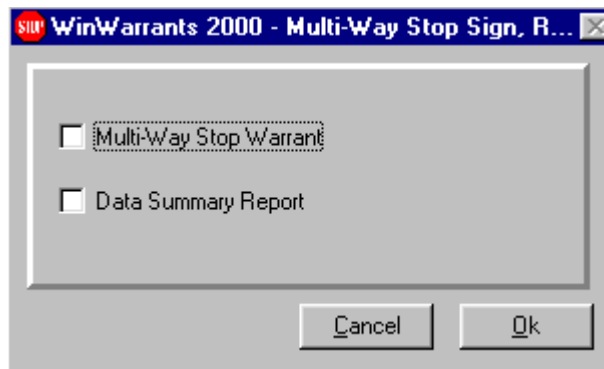 STOP WinWarrants 2000 - Multi-Way Stop Sign, R...
Multi-Way Stop Warrant
Data Summary Report
Cancel Ok